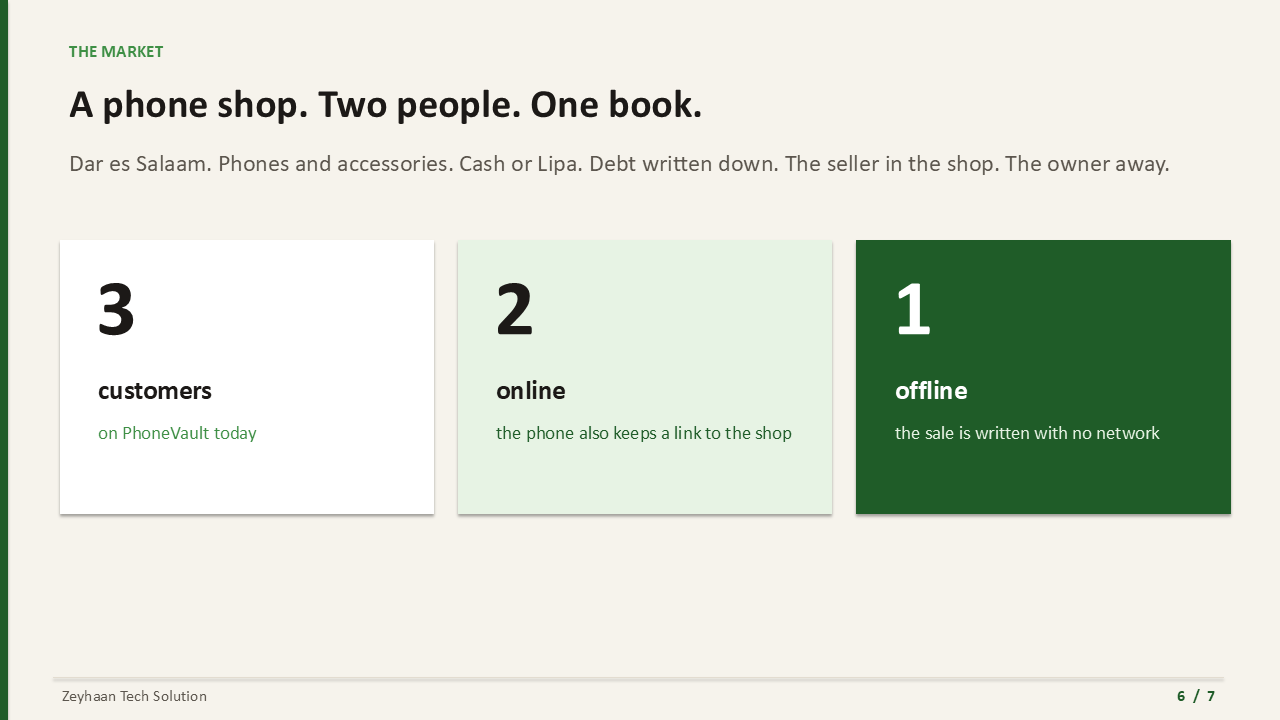 THE MARKET
A phone shop. Two people. One book.
Dar es Salaam. Phones and accessories. Cash or Lipa. Debt written down. The seller in the shop. The owner away.
3
customers
on PhoneVault today
2
online
the phone also keeps a link to the shop
1
offline
the sale is written with no network
Zeyhaan Tech Solution
6 / 7